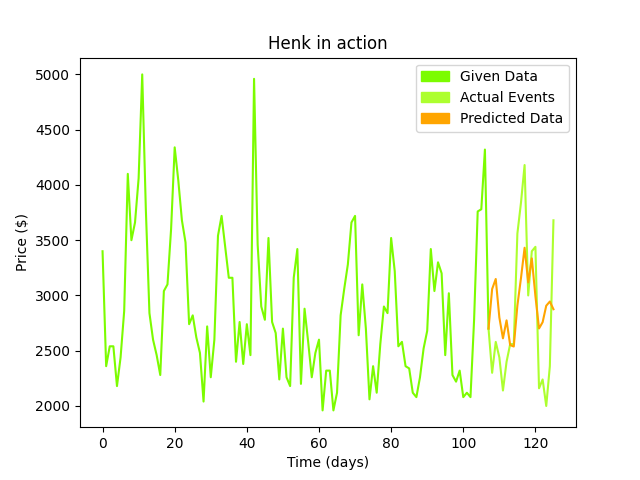 Henk in action
Given Data
Actual Events
Predicted Data
Price ($)
5000
4500
4000
3500
3000
2500
2000
0 20 40 60 80 100 120
Time (days)